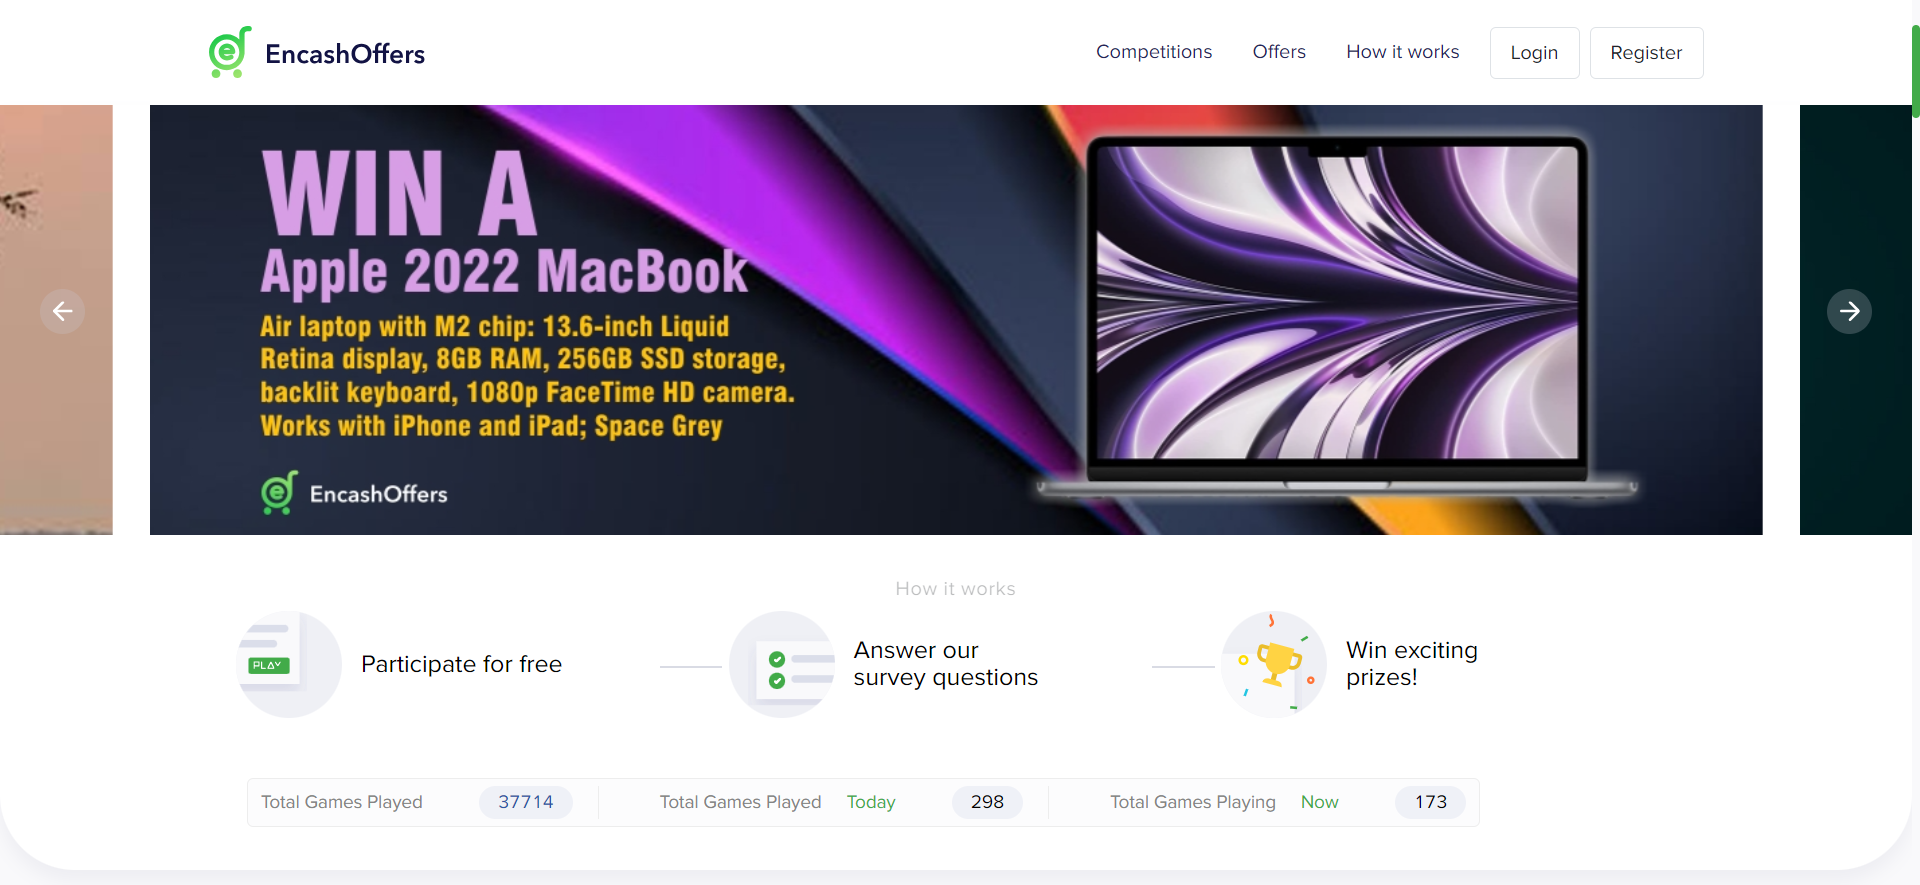 EncashOffers
Competitions Offers How it works Login Register
WIN A
Apple 2022 MacBook
Air laptop with M2 chip: 13.6-inch Liquid
Retina display, 8GB RAM, 256GB SSD storage,
backlit keyboard, 1080p FaceTime HD camera.
Works with iPhone and iPad; Space Grey
EncashOffers
How it works
PLAY
Participate for free
Answer our
survey questions
Win exciting
prizes!
Total Games Played 37714
Total Games Played Today 298
Total Games Playing Now 173